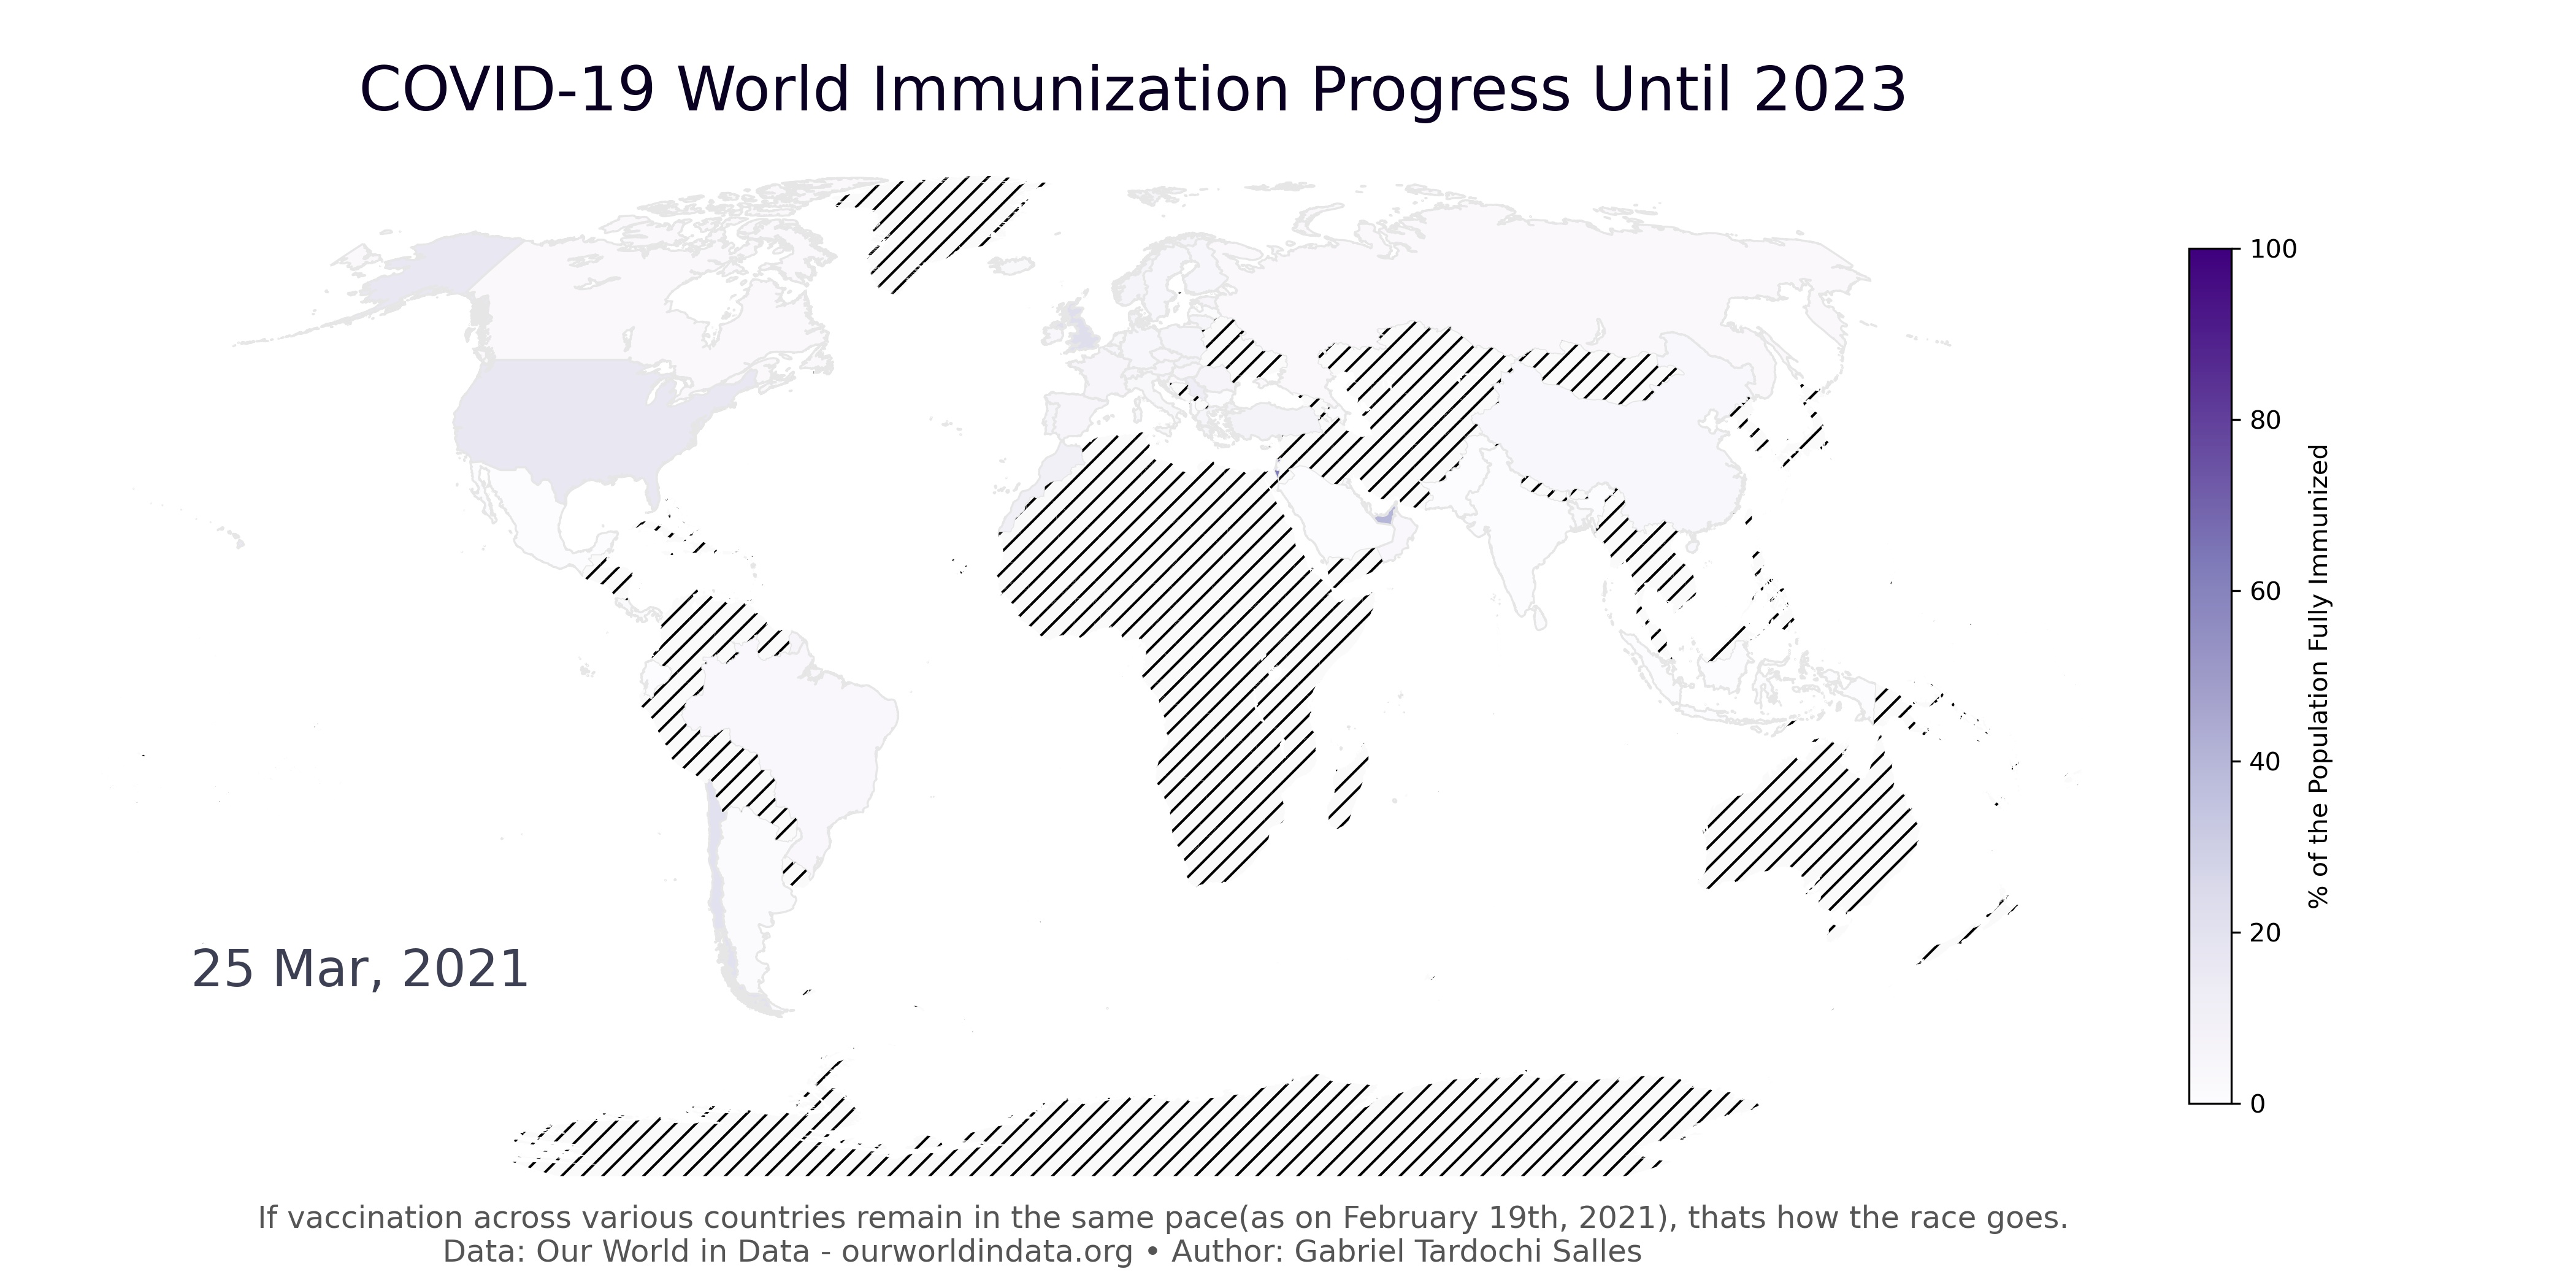 COVID-19 World Immunization Progress Until 2023
100
80
60
40
20
0
% of the Population Fully Immunized
25 Mar, 2021
If vaccination across various countries remain in the same pace(as on February 19th, 2021), thats how the race goes.
Data: Our World in Data - ourworldindata.org • Author: Gabriel Tardochi Salles